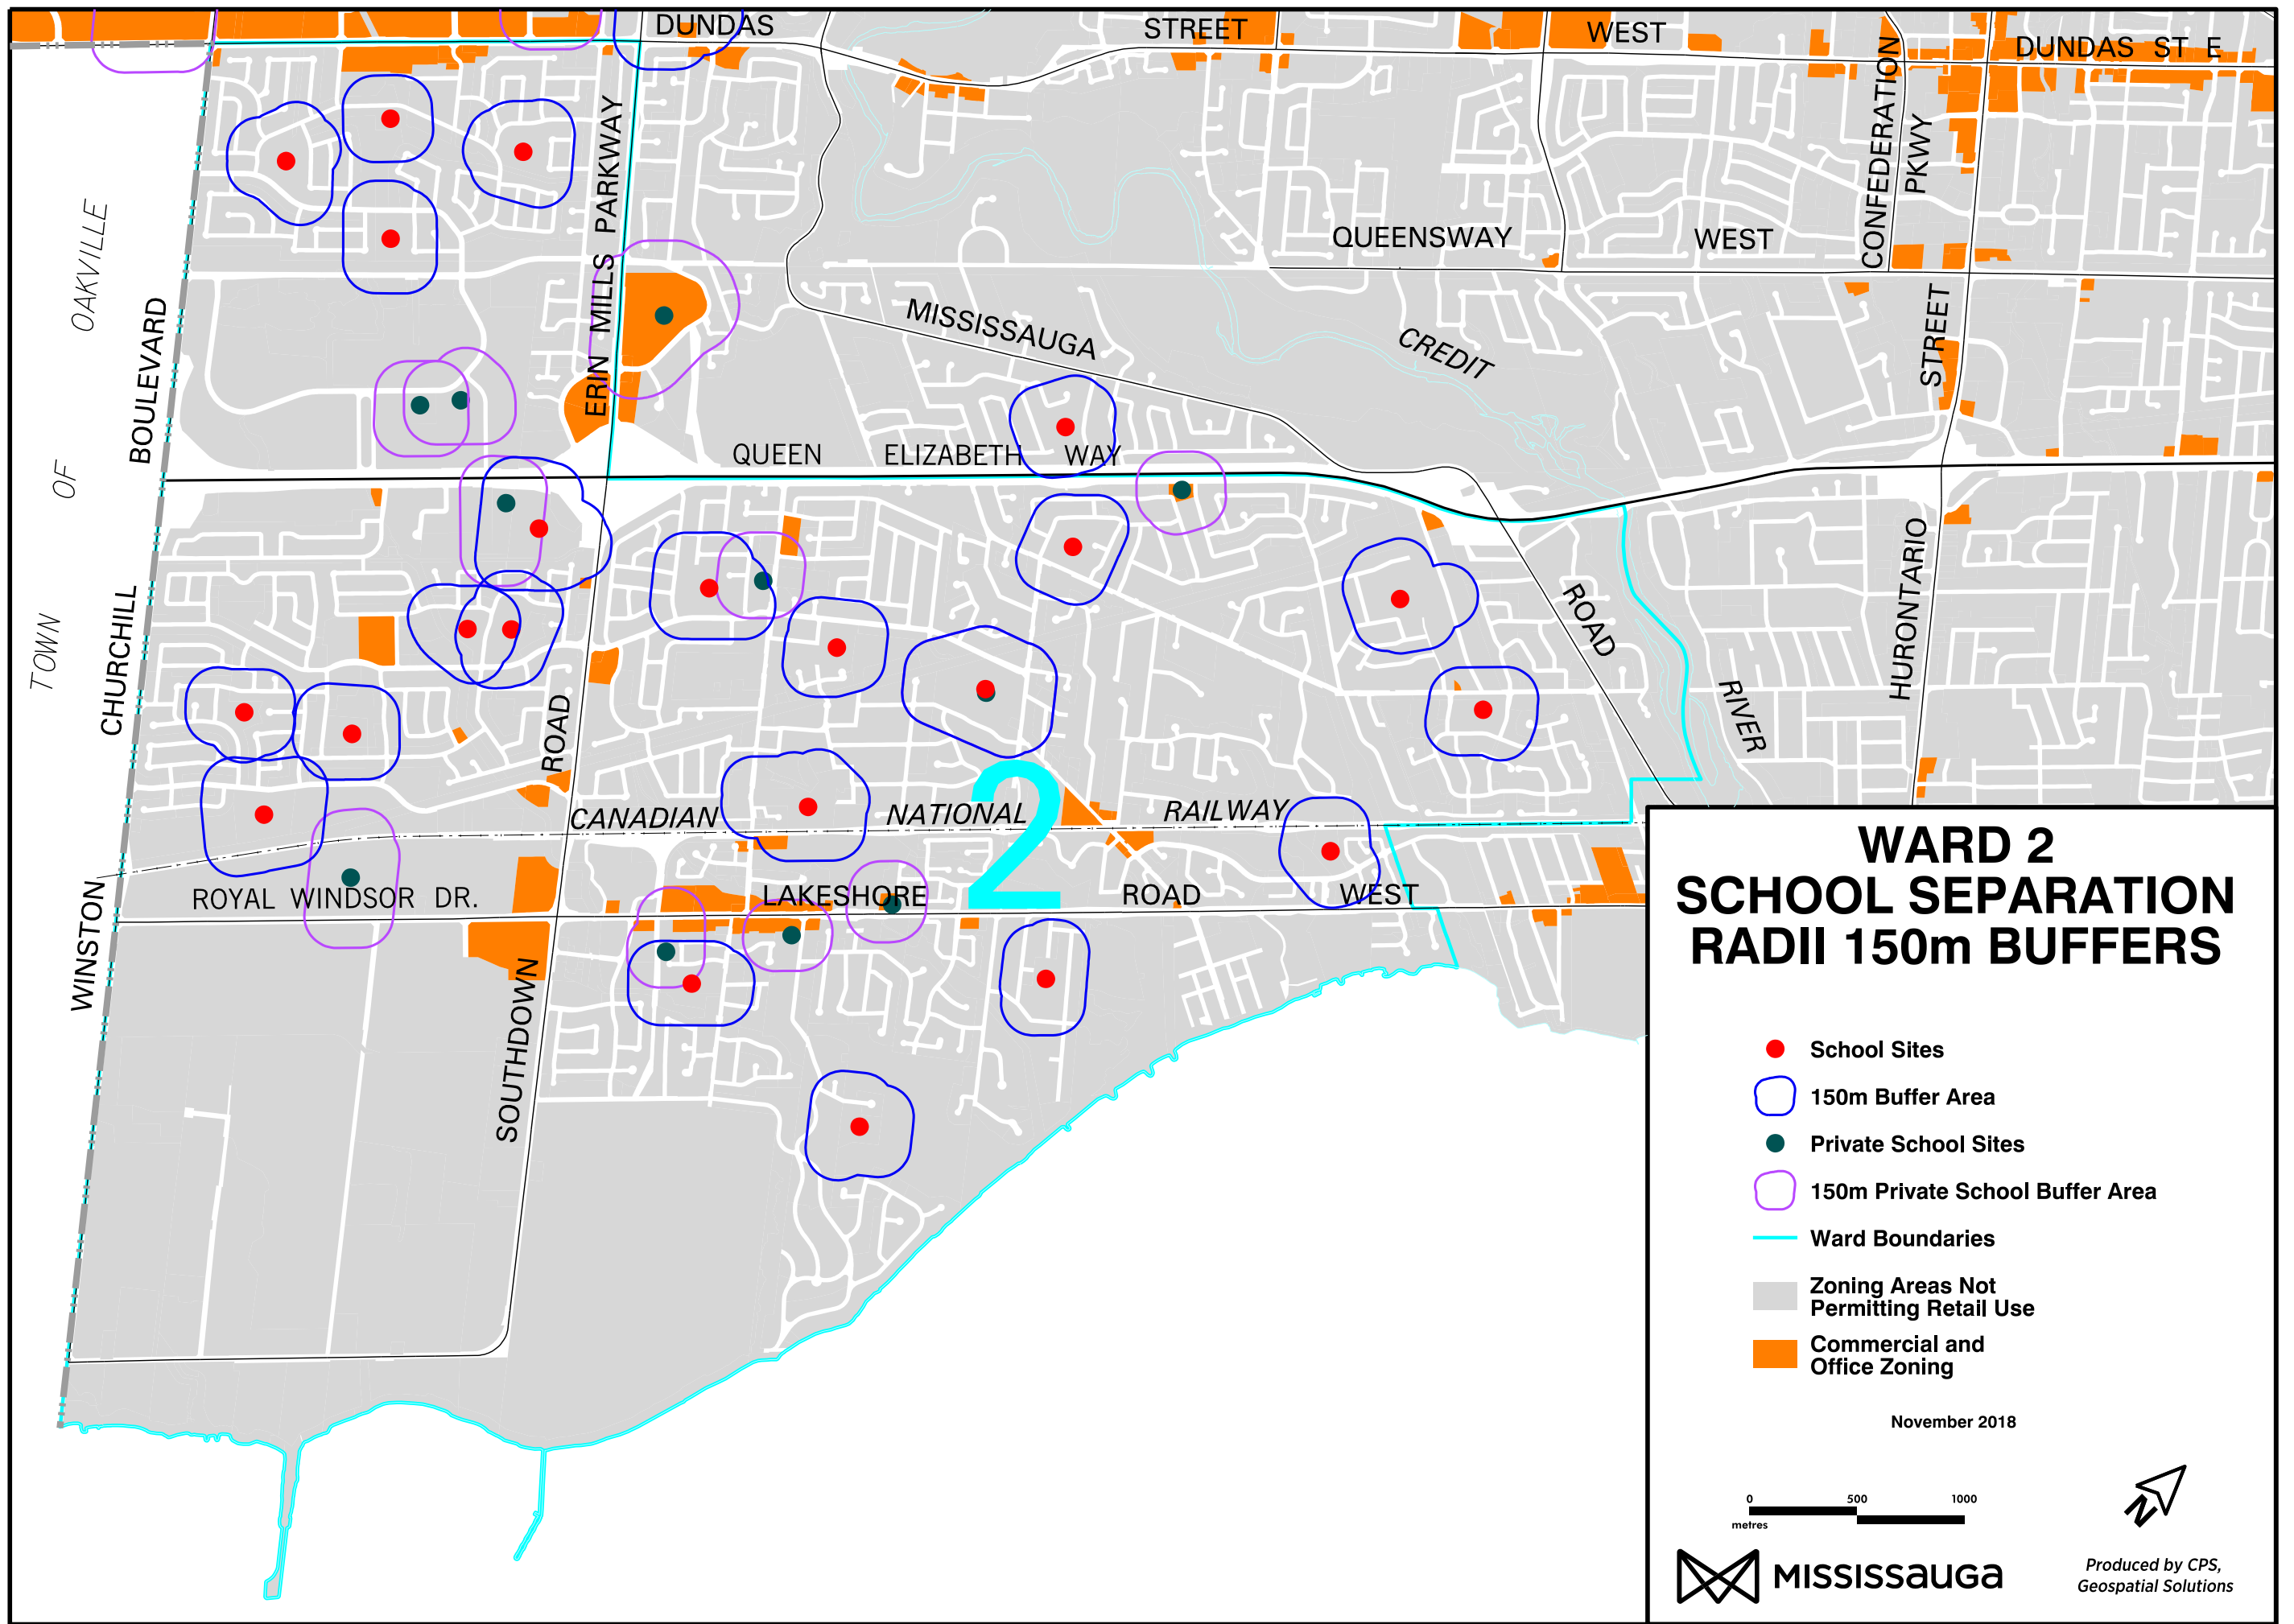 DUNDAS STREET WEST
DUNDAS ST E
CONFEDERATION
PKWY
ERIN MILLS PARKWAY
TOWN OF OAKVILLE
QUEENSWAY WEST
MISSISSAUGA
CREDIT
STREET
WINSTON CHURCHILL BOULEVARD
QUEEN ELIZABETH WAY
ROAD
HURONTARIO
RIVER
ROAD
CANADIAN NATIONAL RAILWAY
2
ROYAL WINDSOR DR.
LAKESHORE ROAD WEST
SOUTHDOWN
WARD 2
SCHOOL SEPARATION
RADII 150m BUFFERS
School Sites
150m Buffer Area
Private School Sites
150m Private School Buffer Area
Ward Boundaries
Zoning Areas Not
Permitting Retail Use
Commercial and
Office Zoning
November 2018
0 500 1000
metres
N
MISSISSauGa
Produced by CPS,
Geospatial Solutions